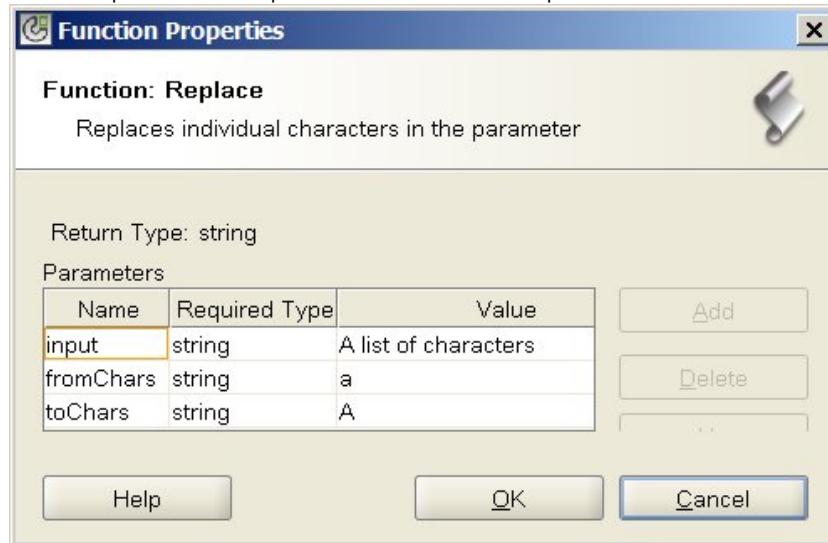 Function Properties
Function: Replace
Replaces individual characters in the parameter
Return Type: string
Parameters
Name Required Type Value
input string A list of characters
fromChars string a
toChars string A
Add
Delete
Help OK Cancel